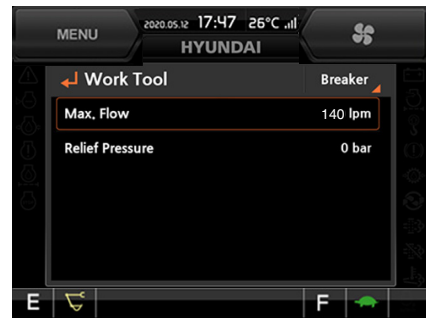 MENU
2020.05.12 17:47 26°C
HYUNDAI
Work Tool
Breaker
Max. Flow 140 lpm
Relief Pressure 0 bar
E F